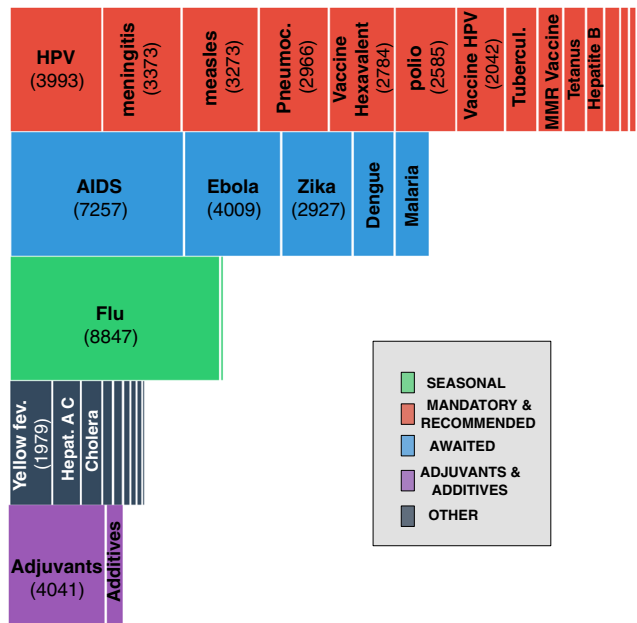 HPV
(3993)
meningitis
(3373)
measles
(3273)
Pneumoc.
(2966)
Vaccine
Hexavalent
(2784)
polio
(2585)
Vaccine HPV
(2042)
Tubercul.
MMR Vaccine
Tetanus
Hepatite B
AIDS
(7257)
Ebola
(4009)
Zika
(2927)
Dengue
Malaria
Flu
(8847)
Yellow fev.
(1979)
Hepat. A C
Cholera
Adjuvants
(4041)
Additives
SEASONAL
MANDATORY &
RECOMMENDED
AWAITED
ADJUVANTS &
ADDITIVES
OTHER